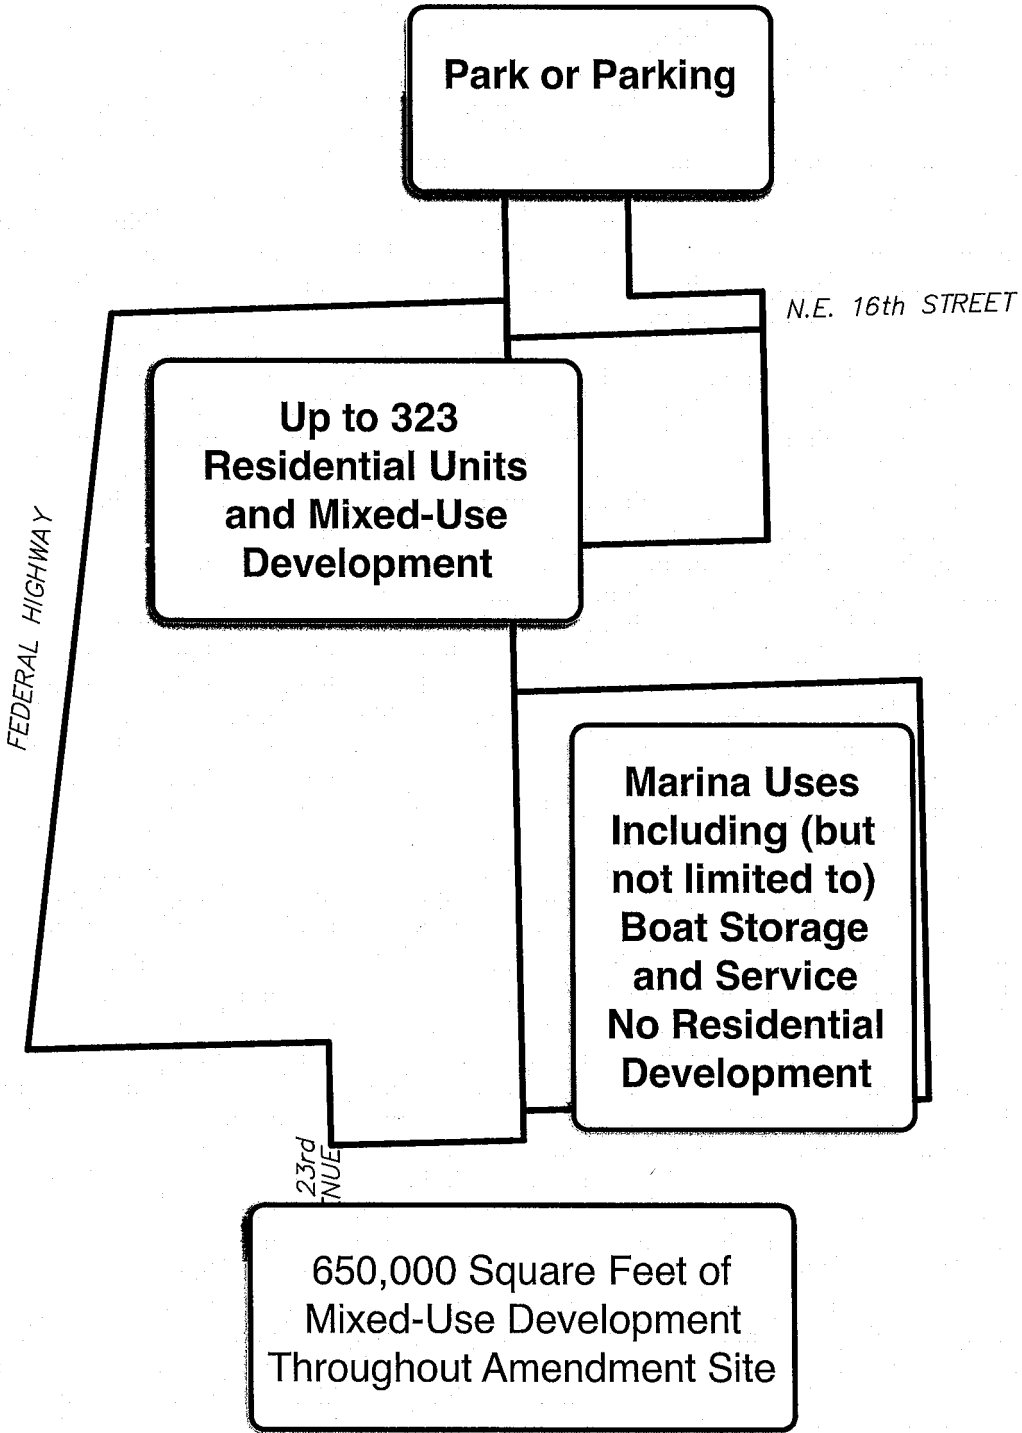 Park or Parking
N.E. 16th STREET
Up to 323
Residential Units
and Mixed-Use
Development
FEDERAL HIGHWAY
Marina Uses
Including (but
not limited to)
Boat Storage
and Service
No Residential
Development
23rd
650,000 Square Feet of
Mixed-Use Development
Throughout Amendment Site